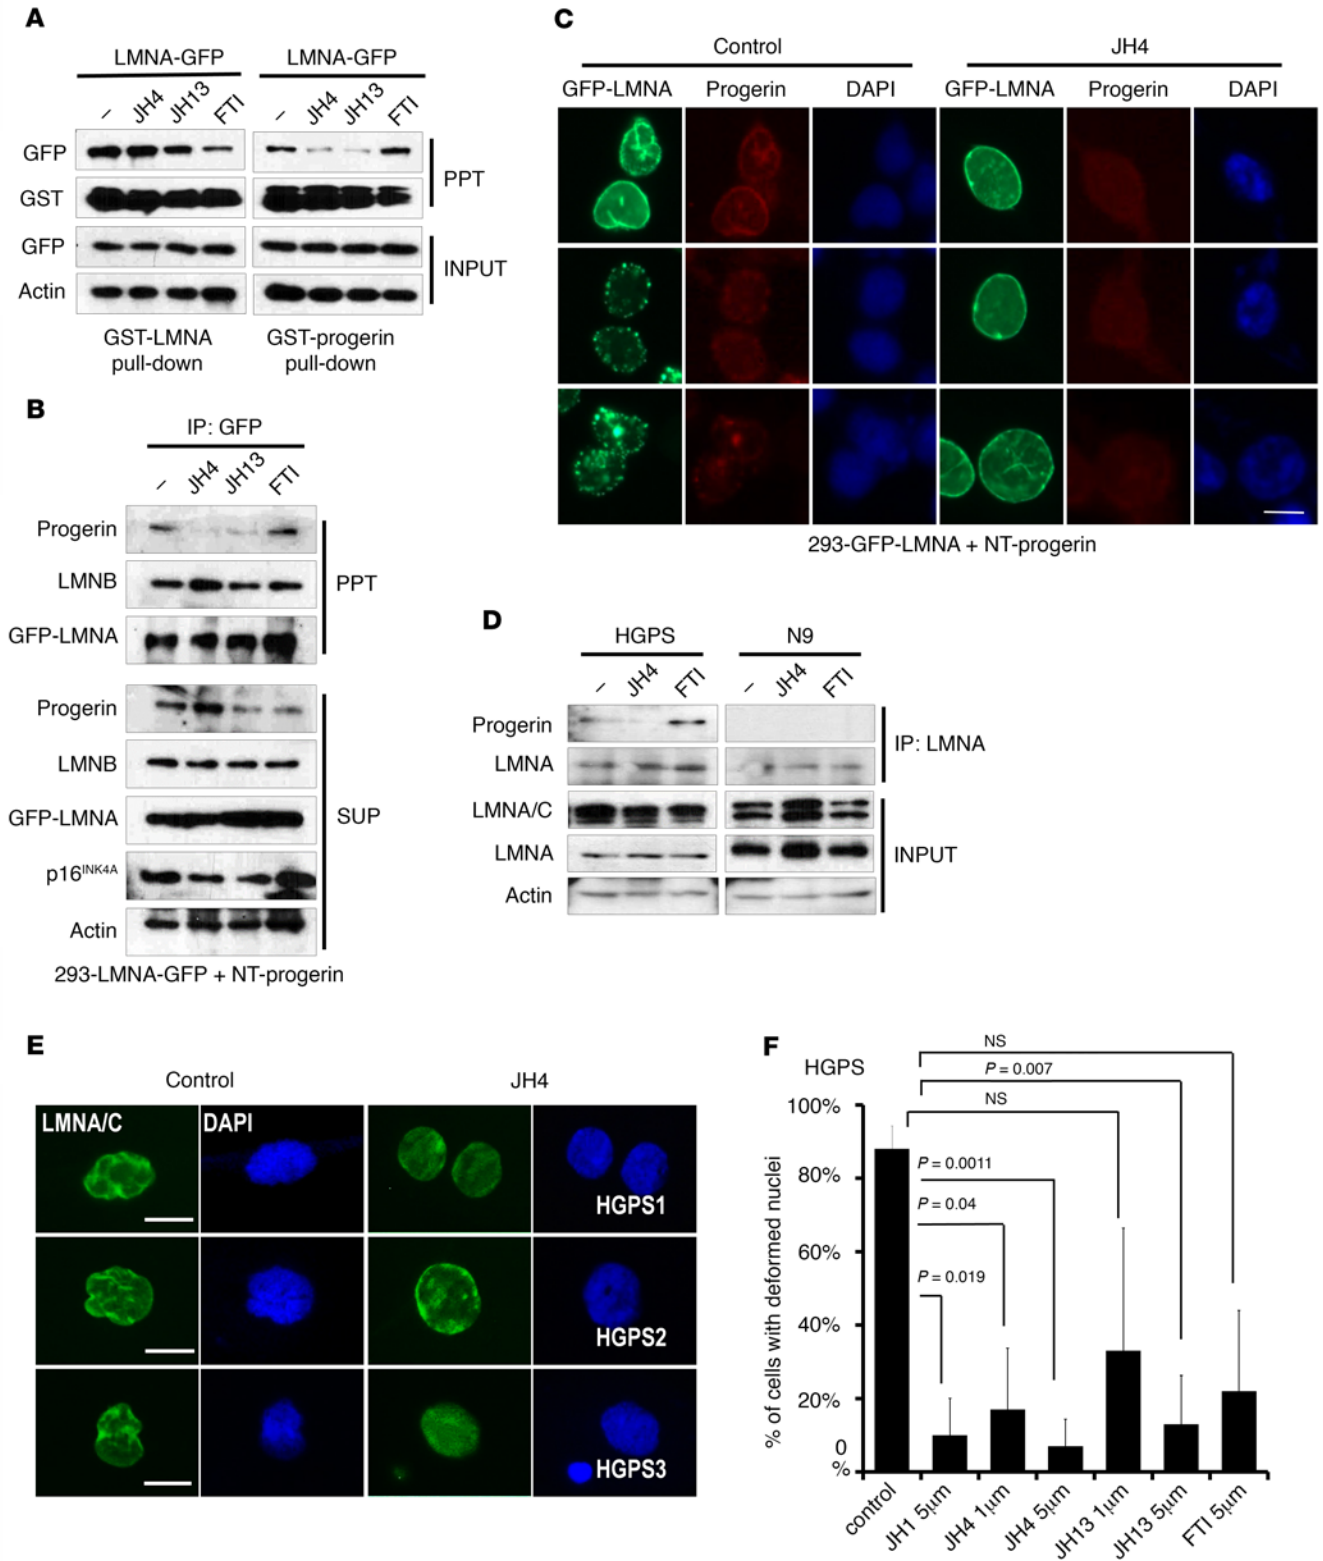 A
LMNA-GFP LMNA-GFP
– JH4 JH13 FTI – JH4 JH13 FTI
GFP
GST
PPT
GFP
Actin
INPUT
GST-LMNA
pull-down
GST-progerin
pull-down
B
IP: GFP
– JH4 JH13 FTI
Progerin
LMNB
GFP-LMNA
PPT
Progerin
LMNB
GFP-LMNA
p16INK4A
Actin
SUP
293-LMNA-GFP + NT-progerin
C
Control JH4
GFP-LMNA Progerin DAPI GFP-LMNA Progerin DAPI
293-GFP-LMNA + NT-progerin
D
HGPS N9
– JH4 FTI – JH4 FTI
Progerin
LMNA
IP: LMNA
LMNA/C
LMNA
Actin
INPUT
E
Control JH4
LMNA/C DAPI
HGPS1
HGPS2
HGPS3
F
HGPS
NS
P = 0.007
NS
P = 0.0011
P = 0.04
P = 0.019
% of cells with deformed nuclei
100%
80%
60%
40%
20%
0
%
control
JH1 5μm
JH4 1μm
JH4 5μm
JH13 1μm
JH13 5μm
FTI 5μm